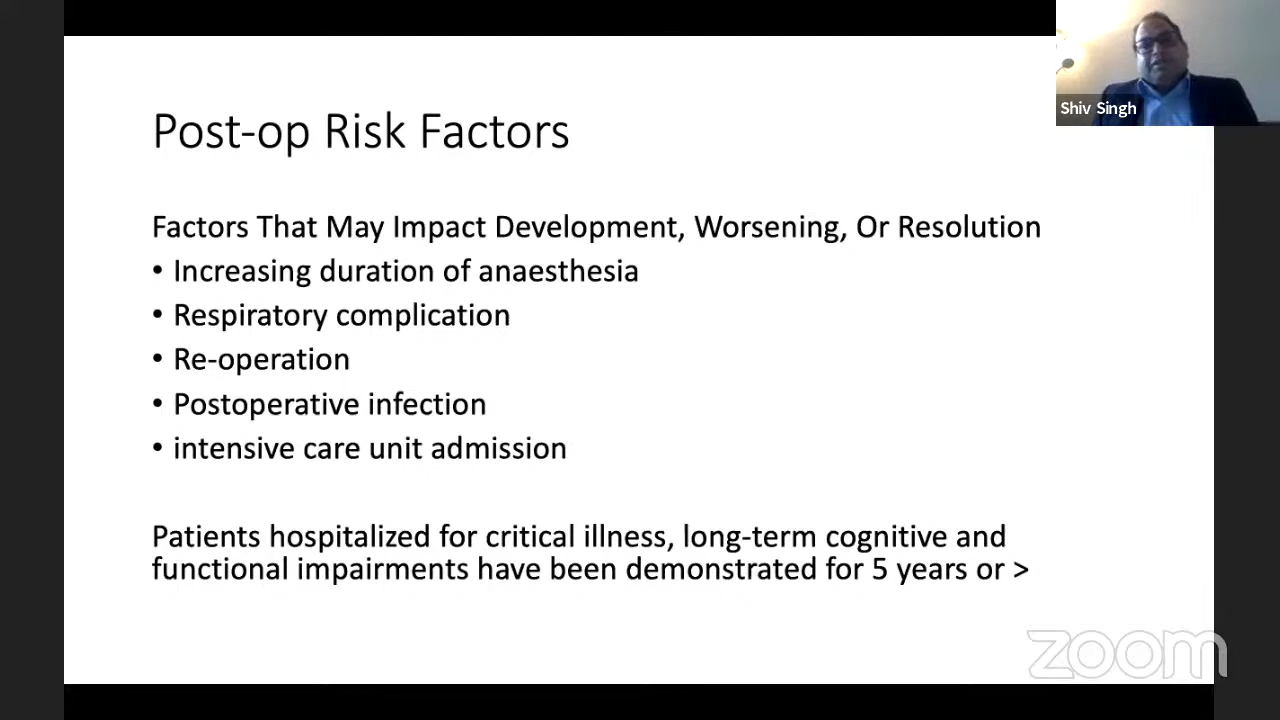 Shiv Singh
Post-op Risk Factors
Factors That May Impact Development, Worsening, Or Resolution
• Increasing duration of anaesthesia
• Respiratory complication
• Re-operation
• Postoperative infection
• intensive care unit admission
Patients hospitalized for critical illness, long-term cognitive and
functional impairments have been demonstrated for 5 years or >
zoom